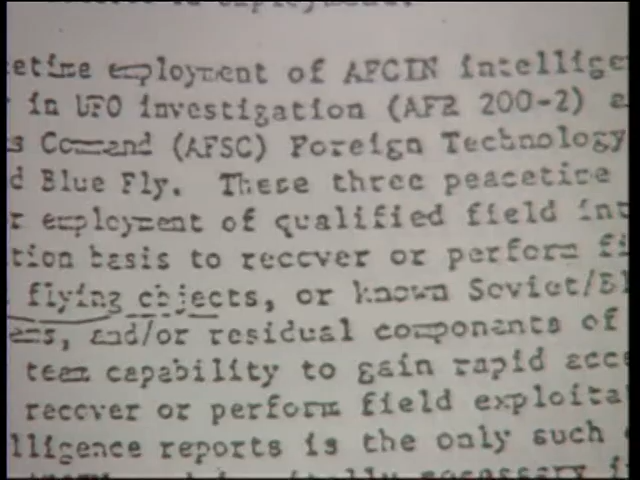 employment of AFCIN intellige
in UFO investigation (AFR 200-2)
s Command (AFSC) Foreign Technology
d Blue Fly. These three peacetime
r employment of qualified field int
tion basis to recover or perform fi
flying objects, or known Soviet/Bl
ems, and/or residual components of
team capability to gain rapid acce
recover or perform field exploita
lligence reports is the only such